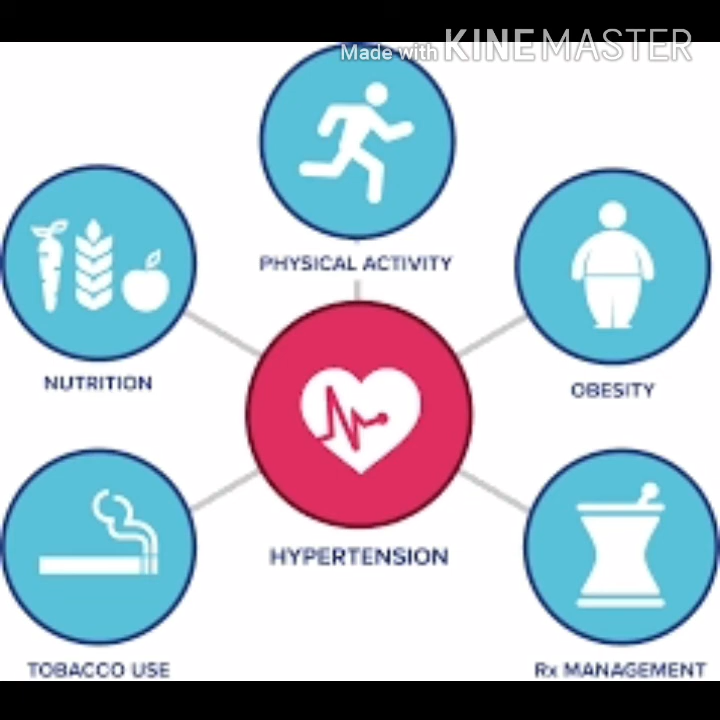 Made with KINEMASTER
PHYSICAL ACTIVITY
NUTRITION
OBESITY
HYPERTENSION
TOBACCO USE
Rx MANAGEMENT